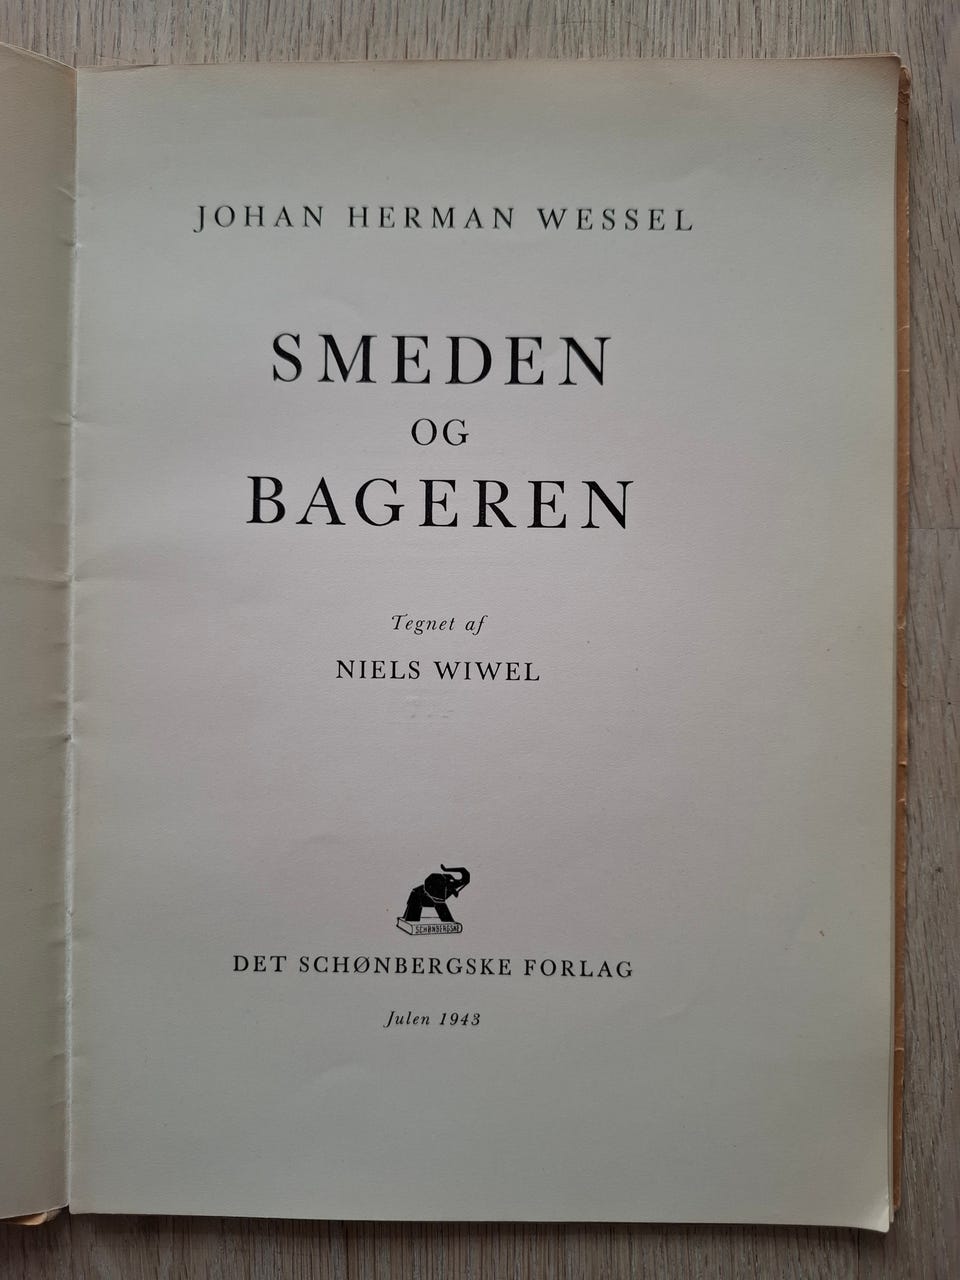 JOHAN HERMAN WESSEL
SMEDEN
OG
BAGEREN
Tegnet af
NIELS WIWEL
SCHØNBERGSKE
DET SCHØNBERGSKE FORLAG
Julen 1943